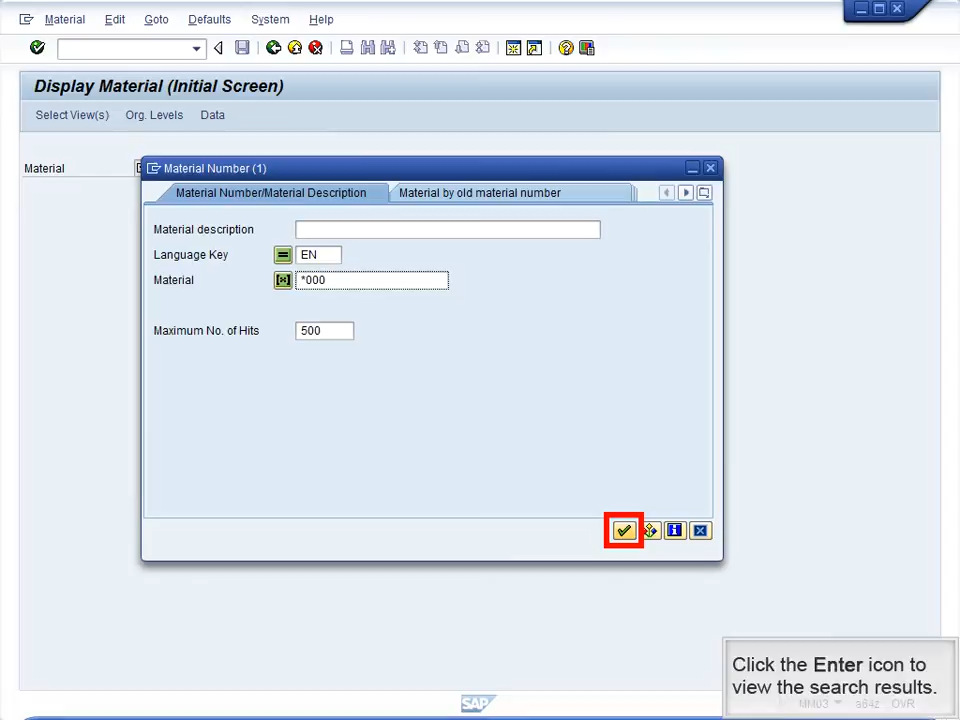 Material Edit Goto Defaults System Help
Display Material (Initial Screen)
Select View(s) Org. Levels Data
Material
Material Number (1)
Material Number/Material Description Material by old material number
Material description
Language Key = EN
Material *000
Maximum No. of Hits 500
Click the Enter icon to
view the search results.
SAP MM03 a64z OVR